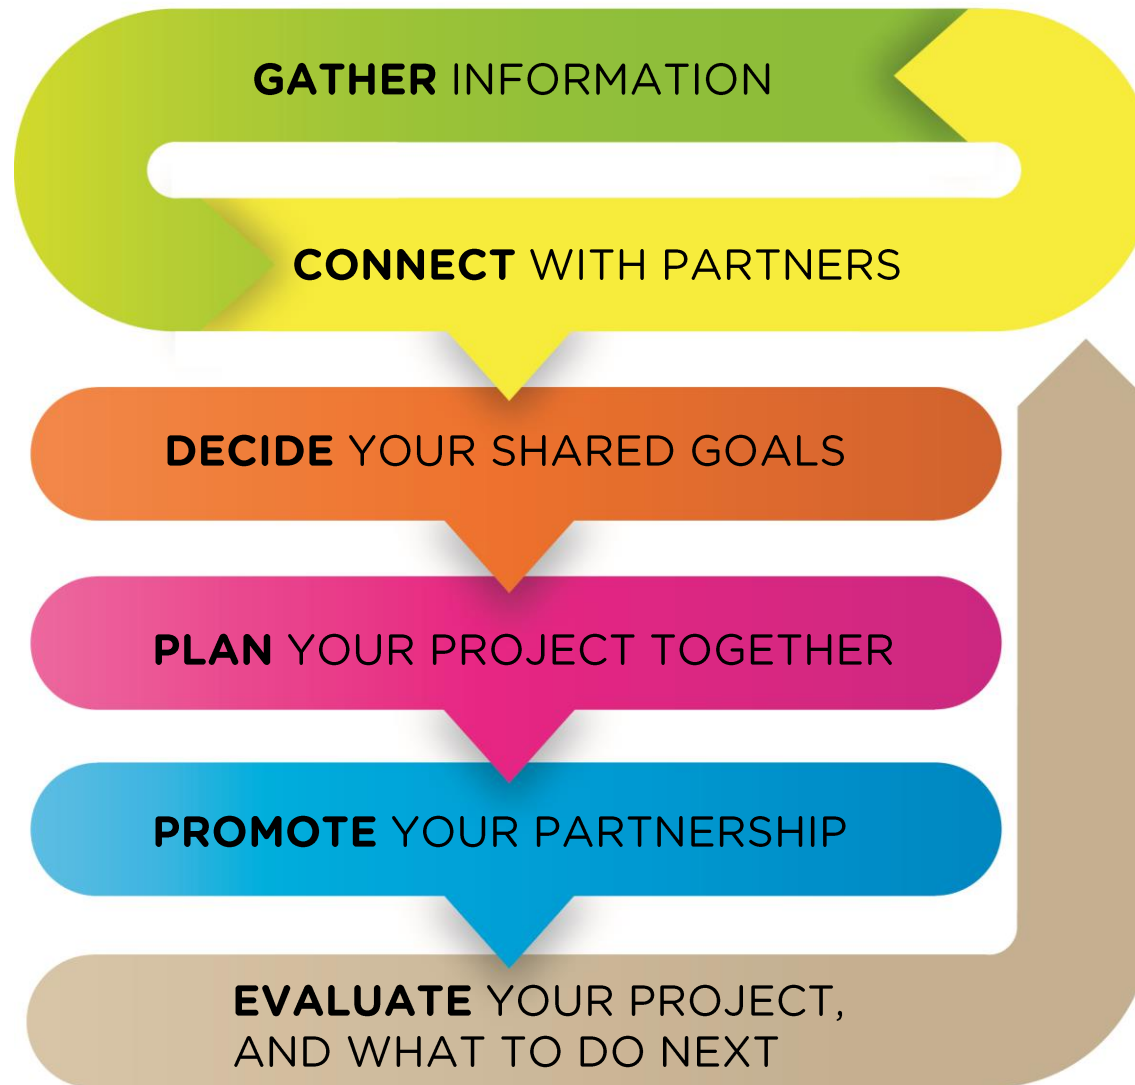 GATHER INFORMATION
CONNECT WITH PARTNERS
DECIDE YOUR SHARED GOALS
PLAN YOUR PROJECT TOGETHER
PROMOTE YOUR PARTNERSHIP
EVALUATE YOUR PROJECT,
AND WHAT TO DO NEXT